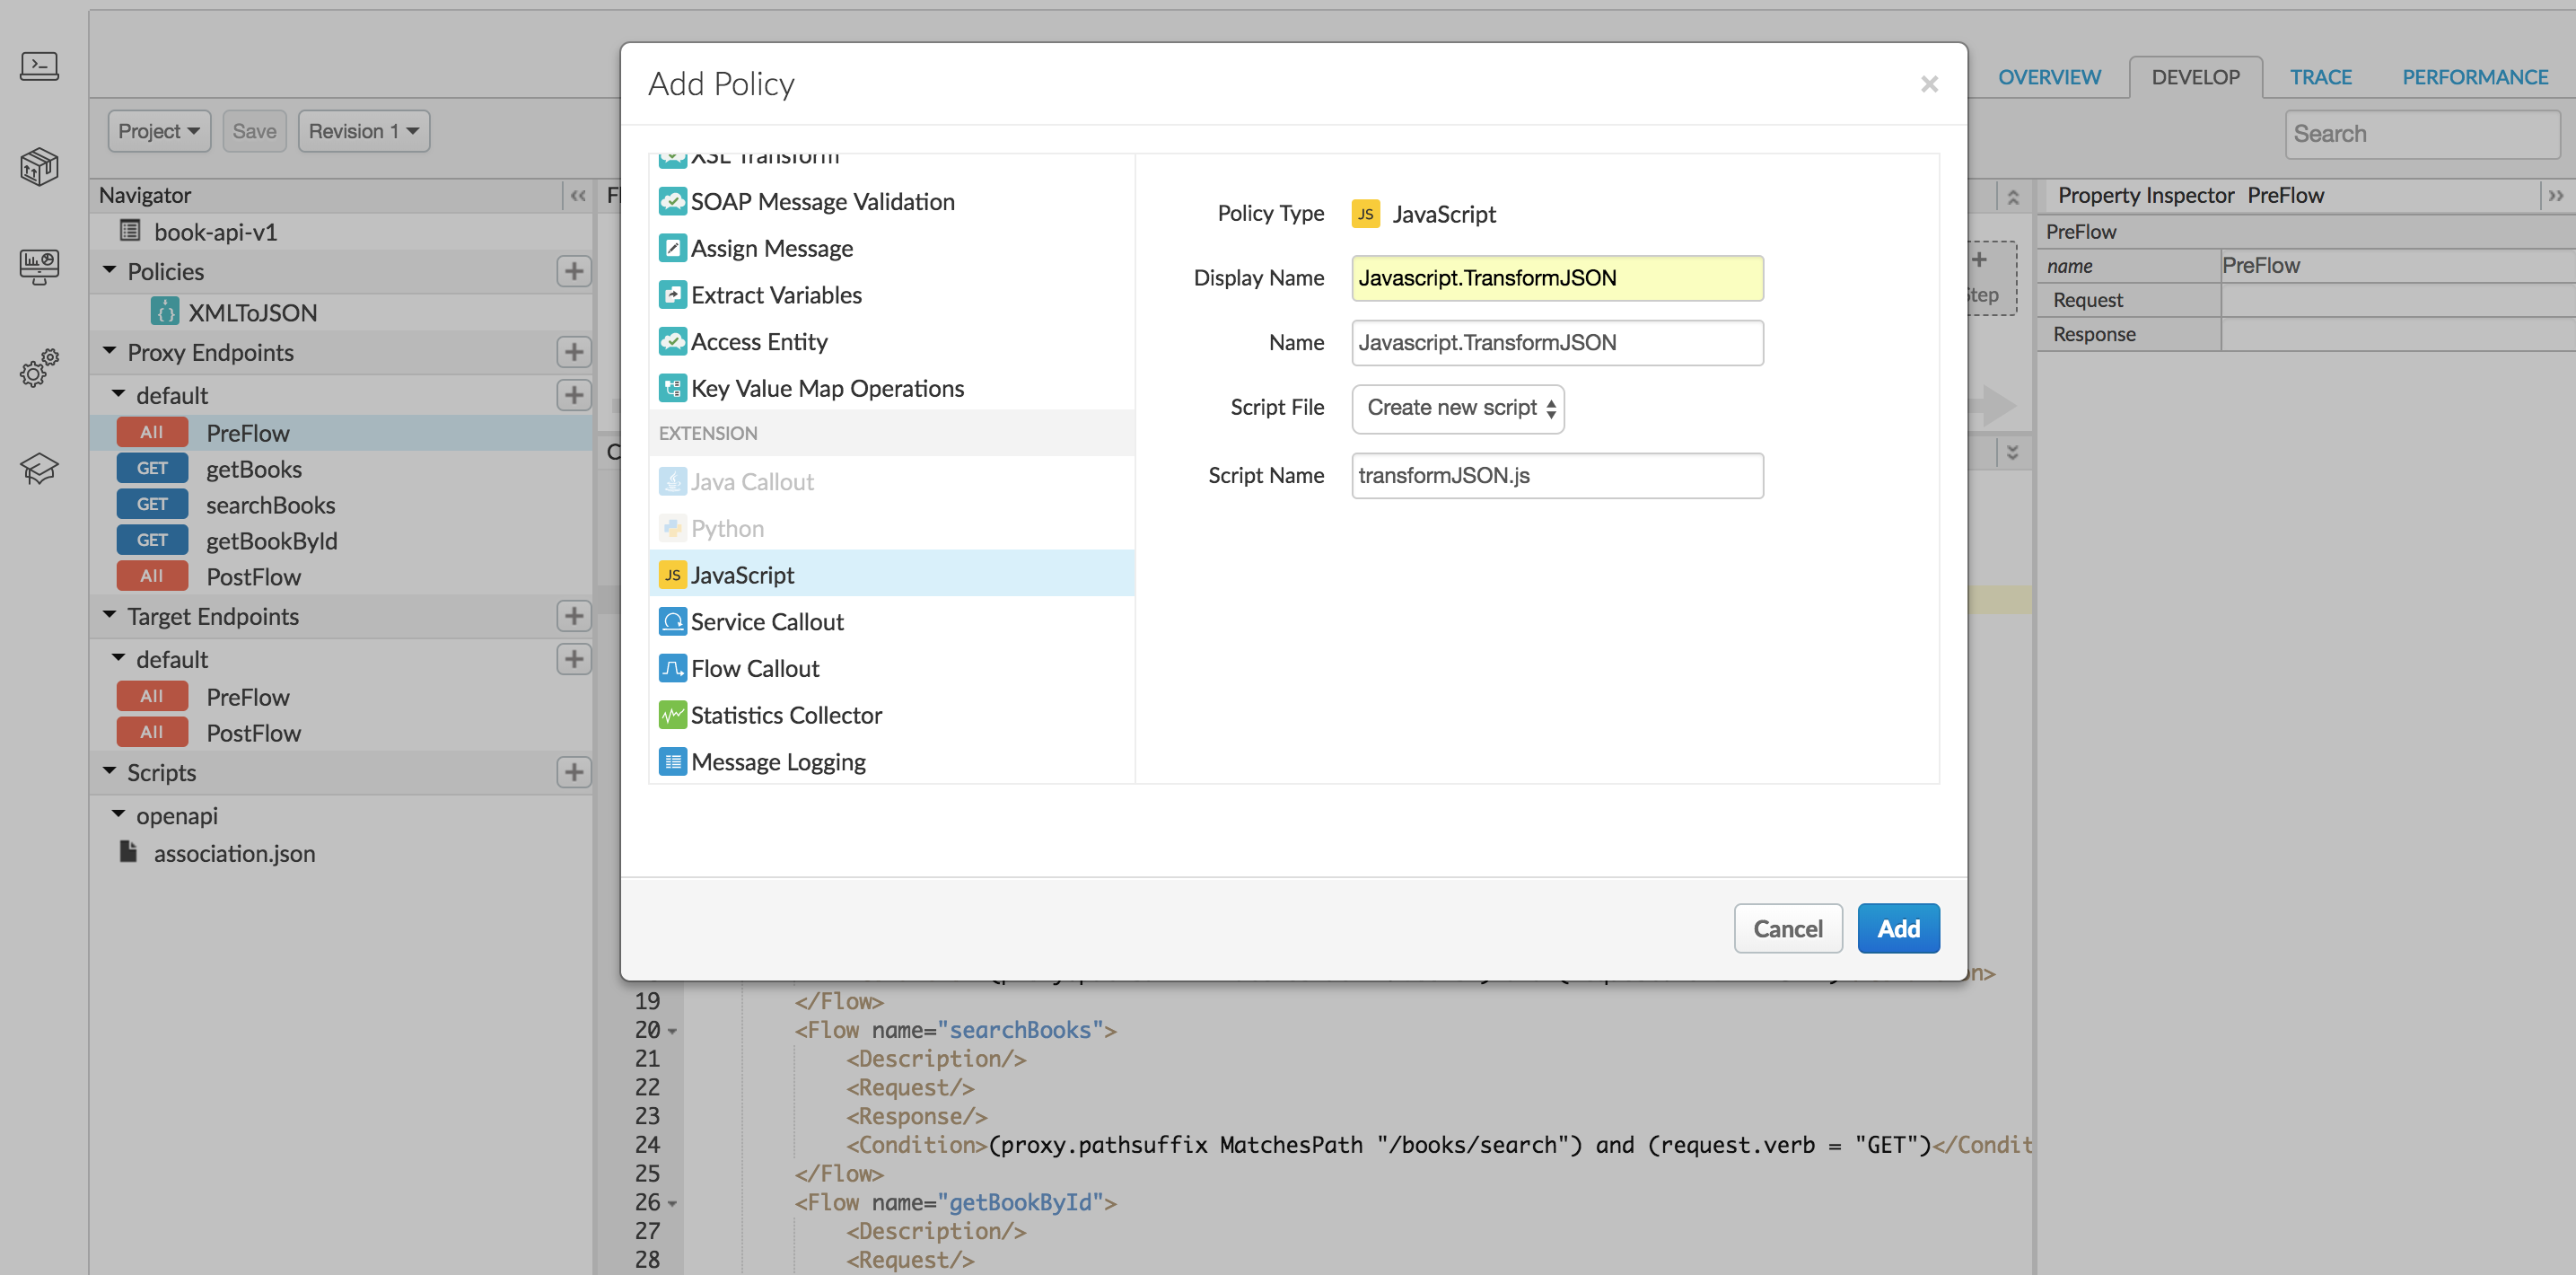 Add Policy
×
OVERVIEW
DEVELOP
TRACE
PERFORMANCE
Project
Save
Revision 1
Search
Navigator
book-api-v1
Policies
XMLToJSON
Proxy Endpoints
default
All PreFlow
GET getBooks
GET searchBooks
GET getBookById
All PostFlow
Target Endpoints
default
All PreFlow
All PostFlow
Scripts
openapi
association.json
XSL Transform
SOAP Message Validation
Assign Message
Extract Variables
Access Entity
Key Value Map Operations
EXTENSION
Java Callout
Python
JS JavaScript
Service Callout
Flow Callout
Statistics Collector
Message Logging
Policy Type JS JavaScript
Display Name Javascript.TransformJSON
Name Javascript.TransformJSON
Script File Create new script
Script Name transformJSON.js
Cancel
Add
Property Inspector PreFlow
PreFlow
name PreFlow
Request
Response
19 </Flow>
20 <Flow name="searchBooks">
21 <Description/>
22 <Request/>
23 <Response/>
24 <Condition>(proxy.pathsuffix MatchesPath "/books/search") and (request.verb = "GET")</Condit
25 </Flow>
26 <Flow name="getBookById">
27 <Description/>
28 <Request/>